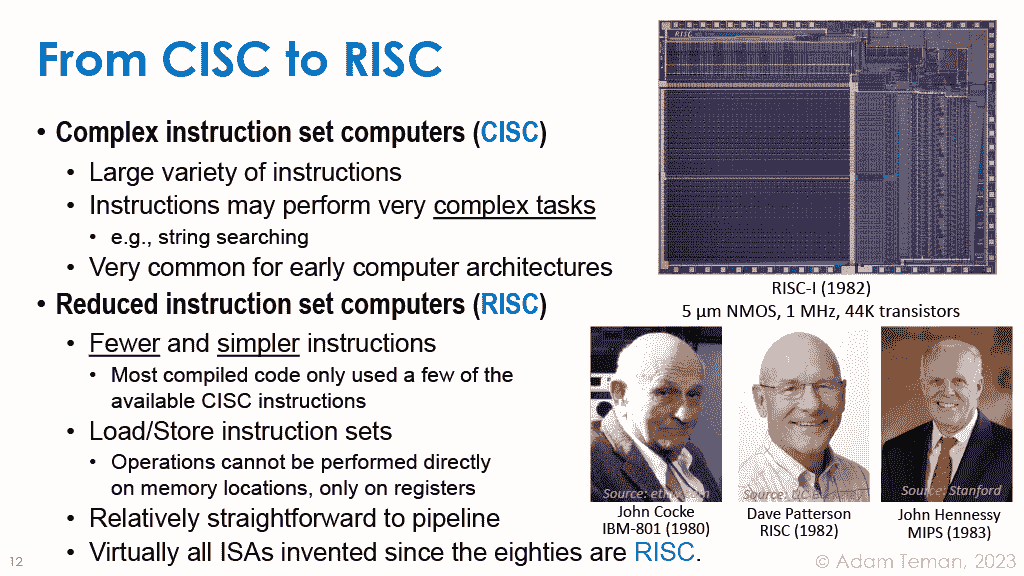 From CISC to RISC
• Complex instruction set computers (CISC)
• Large variety of instructions
• Instructions may perform very complex tasks
• e.g., string searching
• Very common for early computer architectures
• Reduced instruction set computers (RISC)
• Fewer and simpler instructions
• Most compiled code only used a few of the
available CISC instructions
• Load/Store instruction sets
• Operations cannot be performed directly
on memory locations, only on registers
• Relatively straightforward to pipeline
• Virtually all ISAs invented since the eighties are RISC.
RISC
RISC-I (1982)
5 µm NMOS, 1 MHz, 44K transistors
Source:
John Cocke
IBM-801 (1980)
Source: UC
Dave Patterson
RISC (1982)
Source: Stanford
John Hennessy
MIPS (1983)
12
© Adam Teman, 2023